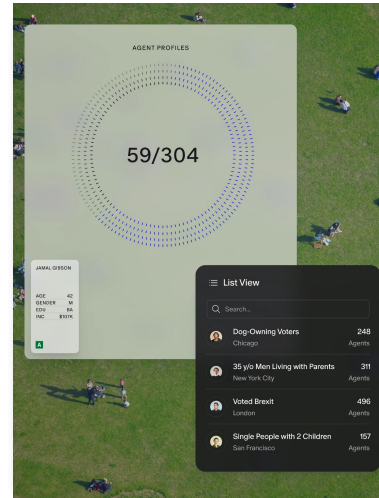 AGENT PROFILES
59/304
JAMAL GIBSON
AGE 42
GENDER M
EDU BA
INC $107K
A
List View
Search...
Dog-Owning Voters 248
Chicago Agents
35 y/o Men Living with Parents 311
New York City Agents
Voted Brexit 496
London Agents
Single People with 2 Children 157
San Francisco Agents